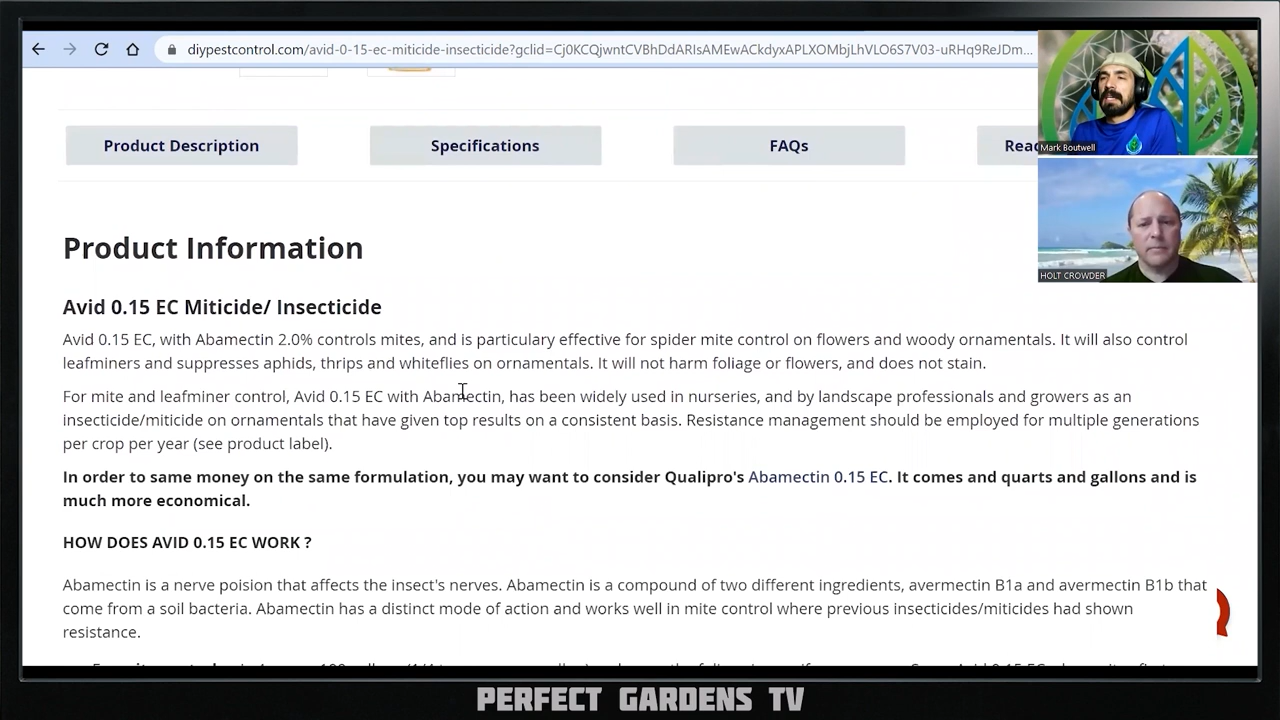 diypestcontrol.com/avid-0-15-ec-miticide-insecticide?gclid=Cj0KCQjwntCVBhDdARIsAMEwACkdyxAPLXOMbjLhVLO6S7V03-uRHq9ReJDm...
Mark Boutwell
Product Description
Specifications
FAQs
HOLT CROWDER
Product Information
Avid 0.15 EC Miticide/ Insecticide
Avid 0.15 EC, with Abamectin 2.0% controls mites, and is particulary effective for spider mite control on flowers and woody ornamentals. It will also control
leafminers and suppresses aphids, thrips and whiteflies on ornamentals. It will not harm foliage or flowers, and does not stain.
For mite and leafminer control, Avid 0.15 EC with Abamectin, has been widely used in nurseries, and by landscape professionals and growers as an
insecticide/miticide on ornamentals that have given top results on a consistent basis. Resistance management should be employed for multiple generations
per crop per year (see product label).
In order to same money on the same formulation, you may want to consider Qualipro's Abamectin 0.15 EC. It comes and quarts and gallons and is
much more economical.
HOW DOES AVID 0.15 EC WORK ?
Abamectin is a nerve poision that affects the insect's nerves. Abamectin is a compound of two different ingredients, avermectin B1a and avermectin B1b that
come from a soil bacteria. Abamectin has a distinct mode of action and works well in mite control where previous insecticides/miticides had shown
resistance.
PERFECT GARDENS TV